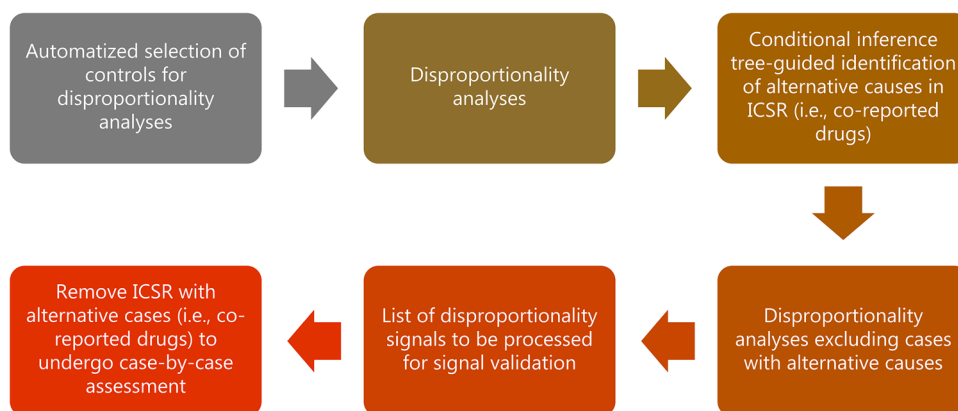 Automatized selection of
controls for
disproportionality
analyses
Disproportionality
analyses
Conditional inference
tree-guided identification
of alternative causes in
ICSR (i.e., co-reported
drugs)
Disproportionality
analyses excluding cases
with alternative causes
List of disproportionality
signals to be processed
for signal validation
Remove ICSR with
alternative cases (i.e., co-
reported drugs) to
undergo case-by-case
assessment